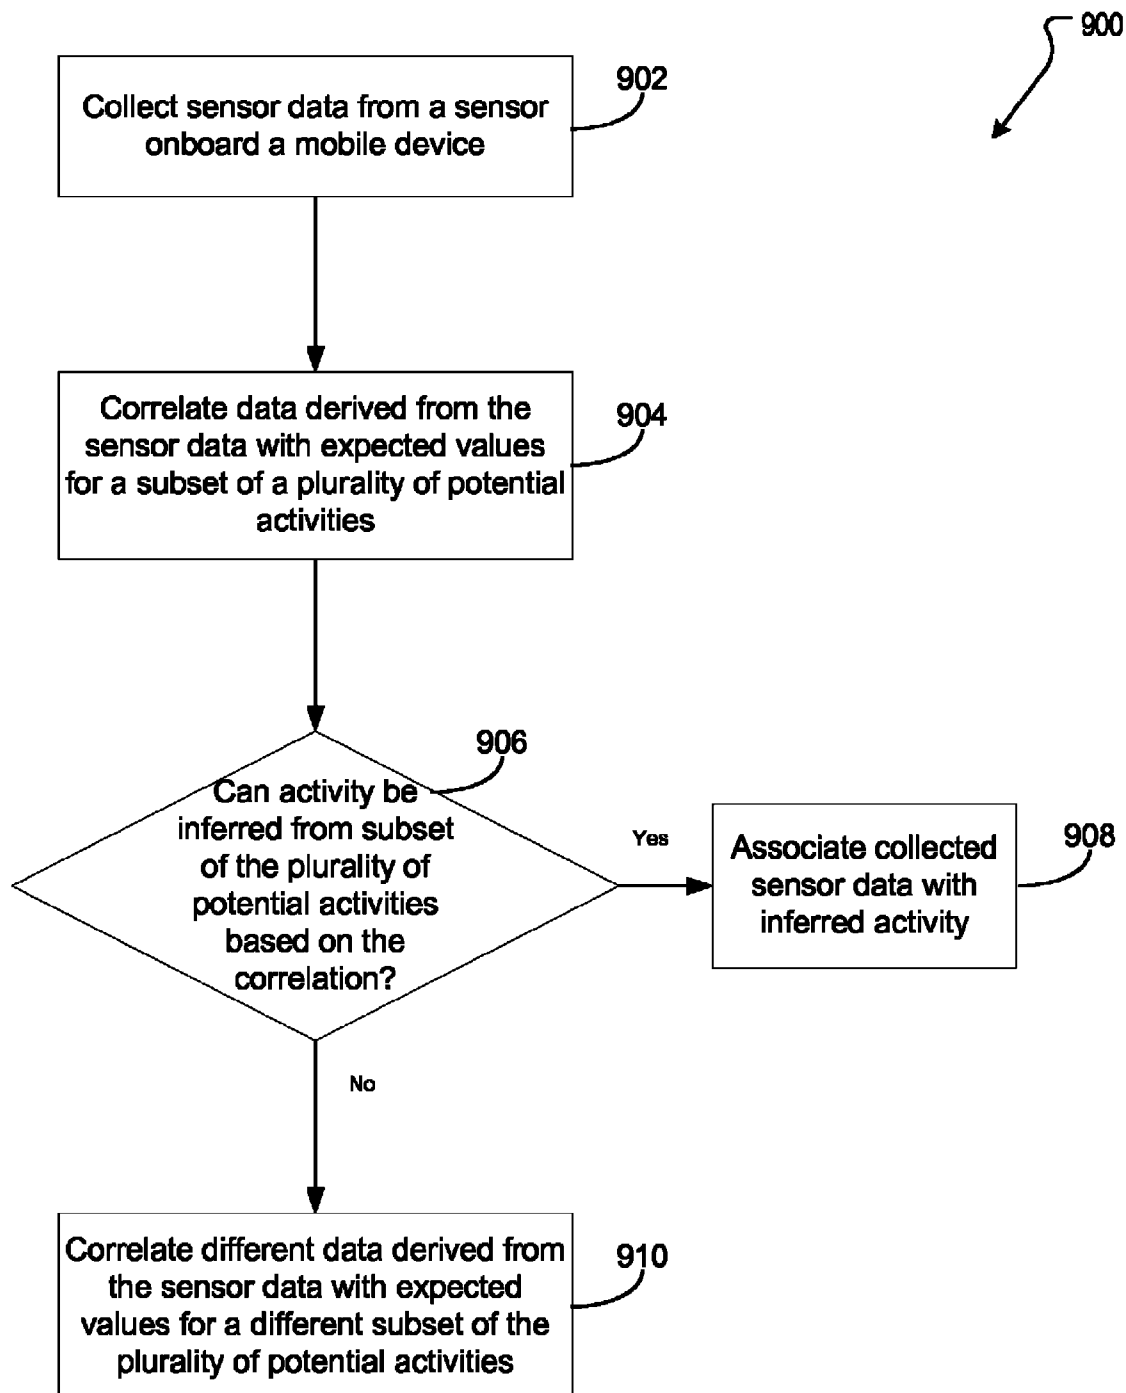 900
902
Collect sensor data from a sensor
onboard a mobile device
904
Correlate data derived from the
sensor data with expected values
for a subset of a plurality of potential
activities
906
Can activity be
inferred from subset
of the plurality of
potential activities
based on the
correlation?
Yes
908
Associate collected
sensor data with
inferred activity
No
910
Correlate different data derived from
the sensor data with expected
values for a different subset of the
plurality of potential activities